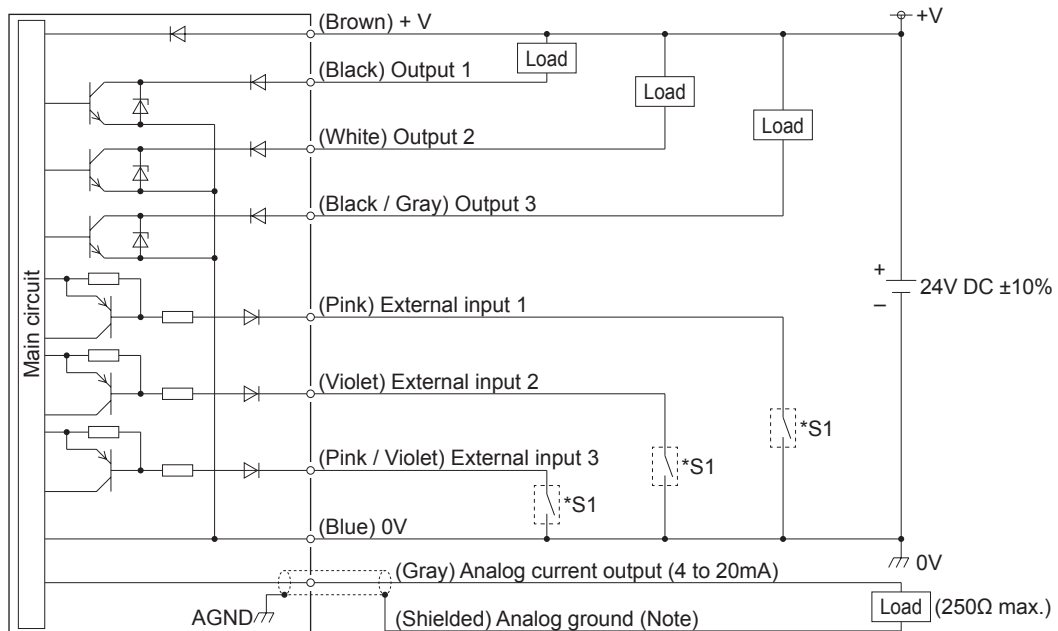 (Brown) + V
+V
Load
(Black) Output 1
Load
Load
(White) Output 2
(Black / Gray) Output 3
Main circuit
+
24V DC ±10%
–
(Pink) External input 1
(Violet) External input 2
*S1
(Pink / Violet) External input 3
*S1
*S1
(Blue) 0V
0V
(Gray) Analog current output (4 to 20mA)
AGND
(Shielded) Analog ground (Note)
Load (250Ω max.)